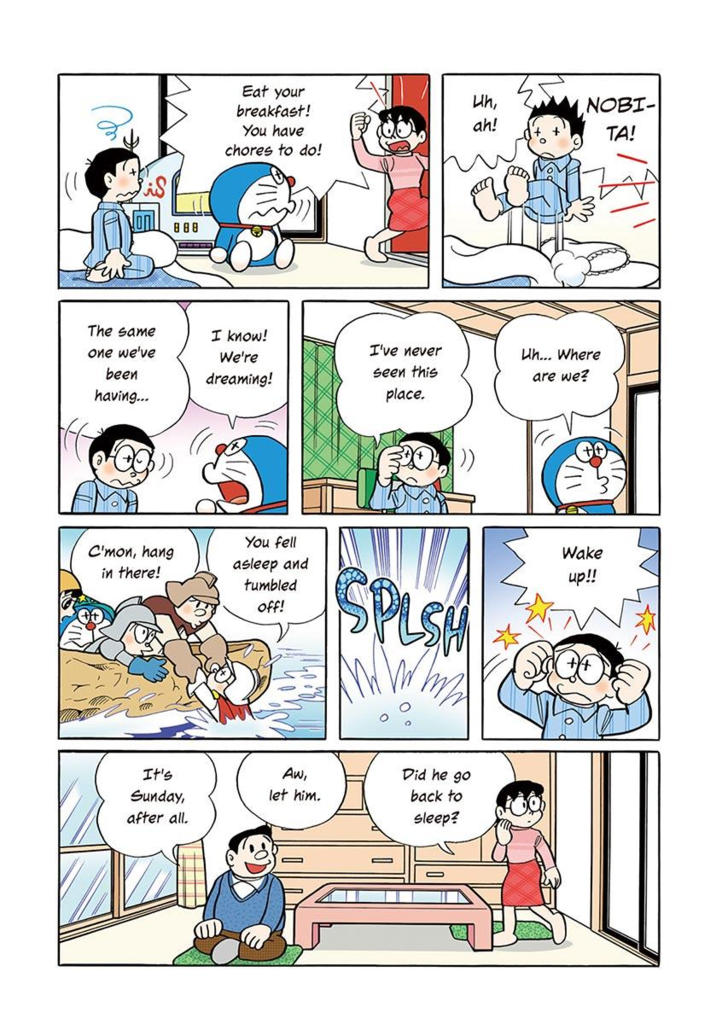 NOBI-
TA!
Uh,
ah!
Eat your
breakfast!
You have
chores to do!
Uh... Where
are we?
I've never
seen this
place.
I know!
We're
dreaming!
The same
one we've
been
having...
Wake
up!!
SPLSH
You fell
asleep and
tumbled
off!
C'mon, hang
in there!
Did he go
back to
sleep?
Aw,
let him.
It's
Sunday,
after all.